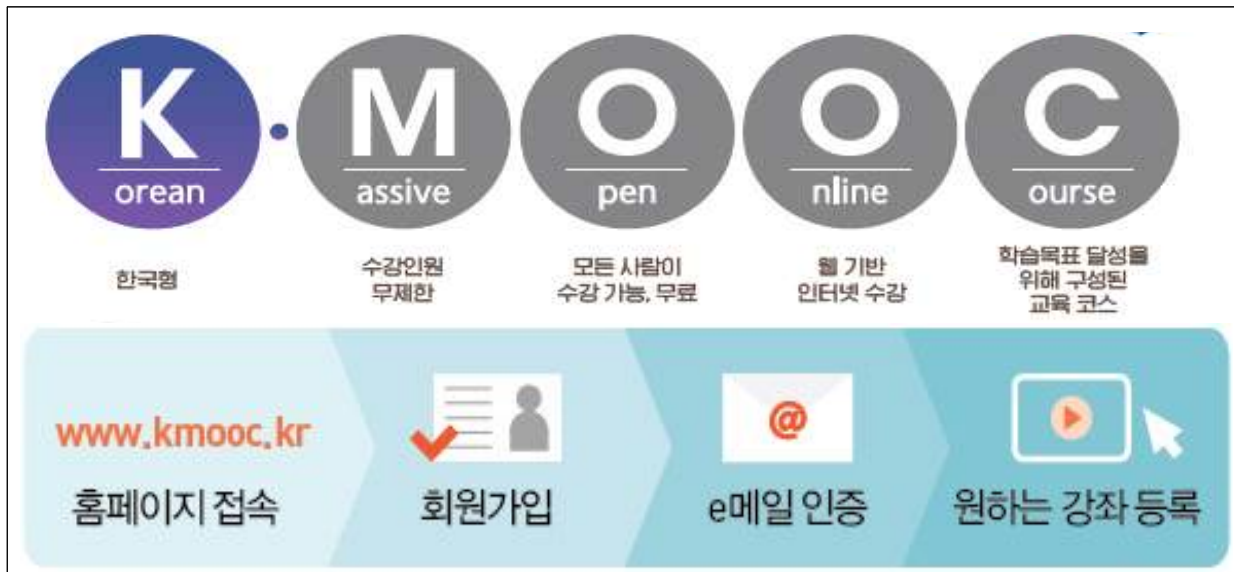 K · M O O C
orean assive pen nline ourse
한국형
수강인원
무제한
모든 사람이
수강 가능, 무료
웹 기반
인터넷 수강
학습목표 달성을
위해 구성된
교육 코스
www.kmooc.kr
홈페이지 접속
회원가입
@
e메일 인증
원하는 강좌 등록